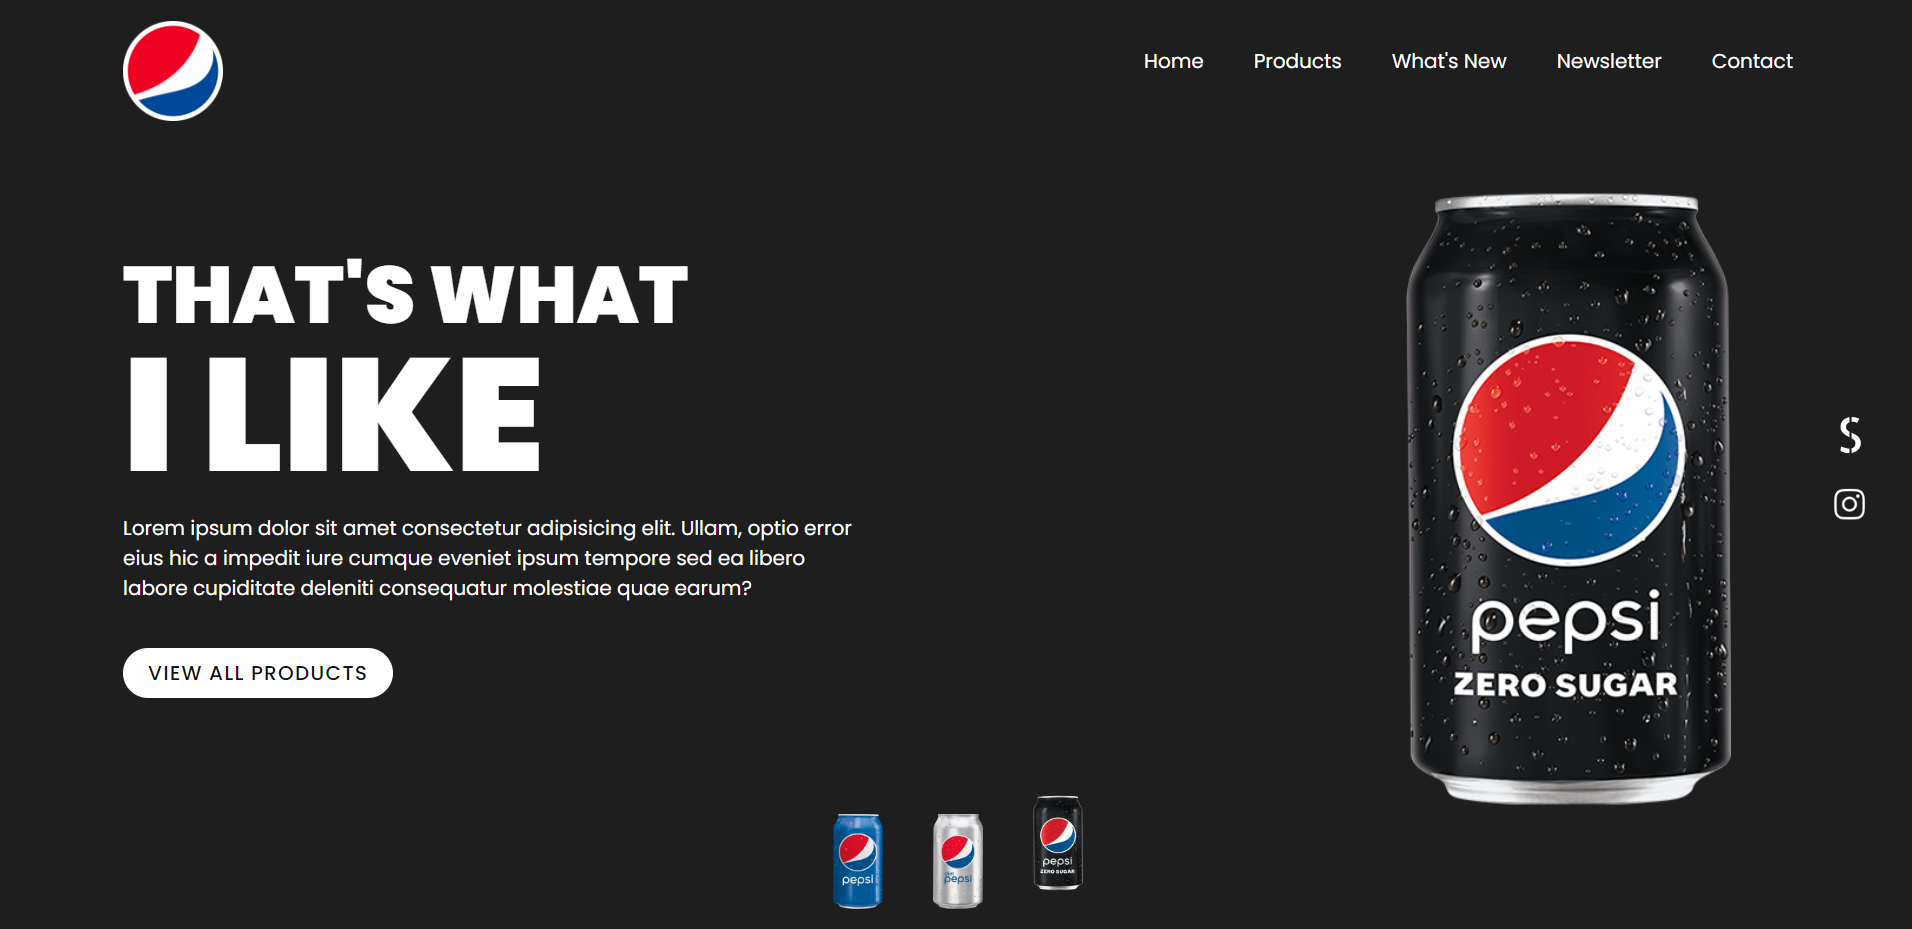 Home Products What's New Newsletter Contact
THAT'S WHAT
I LIKE
Lorem ipsum dolor sit amet consectetur adipisicing elit. Ullam, optio error
eius hic a impedit iure cumque eveniet ipsum tempore sed ea libero
labore cupiditate deleniti consequatur molestiae quae earum?
VIEW ALL PRODUCTS
pepsi
ZERO SUGAR
pepsi
diet
pepsi
pepsi
ZERO SUGAR